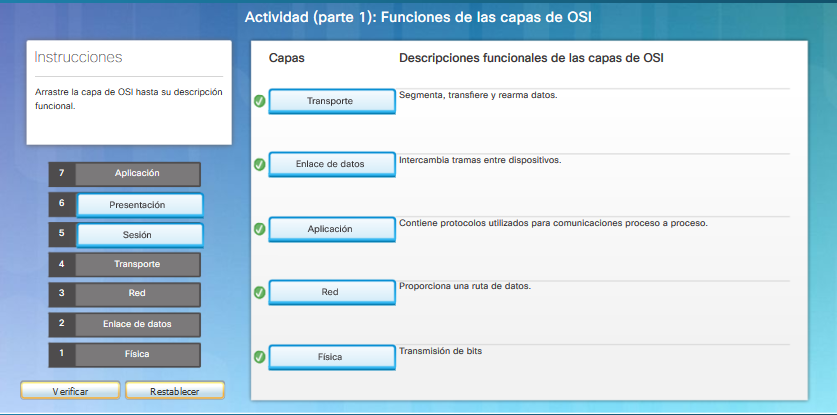 Actividad (parte 1): Funciones de las capas de OSI
Instrucciones
Arrastre la capa de OSI hasta su descripción
funcional.
7 Aplicación
6 Presentación
5 Sesión
4 Transporte
3 Red
2 Enlace de datos
1 Física
Verificar Restablecer
Capas Descripciones funcionales de las capas de OSI
Transporte Segmenta, transfiere y rearma datos.
Enlace de datos Intercambia tramas entre dispositivos.
Aplicación Contiene protocolos utilizados para comunicaciones proceso a proceso.
Red Proporciona una ruta de datos.
Física Transmisión de bits